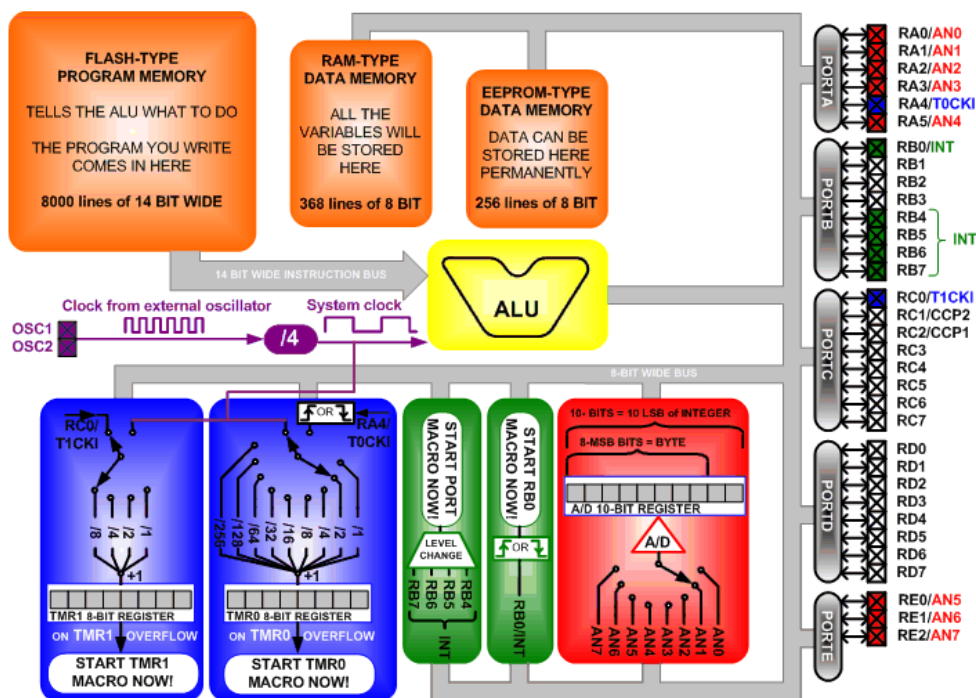 FLASH-TYPE
PROGRAM MEMORY
TELLS THE ALU WHAT TO DO
THE PROGRAM YOU WRITE
COMES IN HERE
8000 lines of 14 BIT WIDE
RAM-TYPE
DATA MEMORY
ALL THE
VARIABLES WILL
BE STORED
HERE
368 lines of 8 BIT
EEPROM-TYPE
DATA MEMORY
DATA CAN BE
STORED HERE
PERMANENTLY
256 lines of 8 BIT
14 BIT WIDE INSTRUCTION BUS
ALU
Clock from external oscillator
System clock
OSC1
OSC2
/4
8-BIT WIDE BUS
RC0/
T1CKI
/8
/4
/2
/1
+1
TMR1 8-BIT REGISTER
ON TMR1 OVERFLOW
START TMR1
MACRO NOW!
OR
RA4/
T0CKI
/256
/128
/64
/32
/16
/8
/4
/2
/1
+1
TMR0 8-BIT REGISTER
ON TMR0 OVERFLOW
START TMR0
MACRO NOW!
START PORT
MACRO NOW!
LEVEL
CHANGE
RB7
RB6
RB5
RB4
INT
START RB0
MACRO NOW!
OR
RB0/INT
10- BITS = 10 LSB of INTEGER
8-MSB BITS = BYTE
A/D 10-BIT REGISTER
A/D
AN7
AN6
AN5
AN4
AN3
AN2
AN1
AN0
PORTA
RA0/AN0
RA1/AN1
RA2/AN2
RA3/AN3
RA4/T0CKI
RA5/AN4
PORTB
RB0/INT
RB1
RB2
RB3
RB4
RB5
RB6
RB7
INT
PORTC
RC0/T1CKI
RC1/CCP2
RC2/CCP1
RC3
RC4
RC5
RC6
RC7
PORTD
RD0
RD1
RD2
RD3
RD4
RD5
RD6
RD7
PORTE
RE0/AN5
RE1/AN6
RE2/AN7